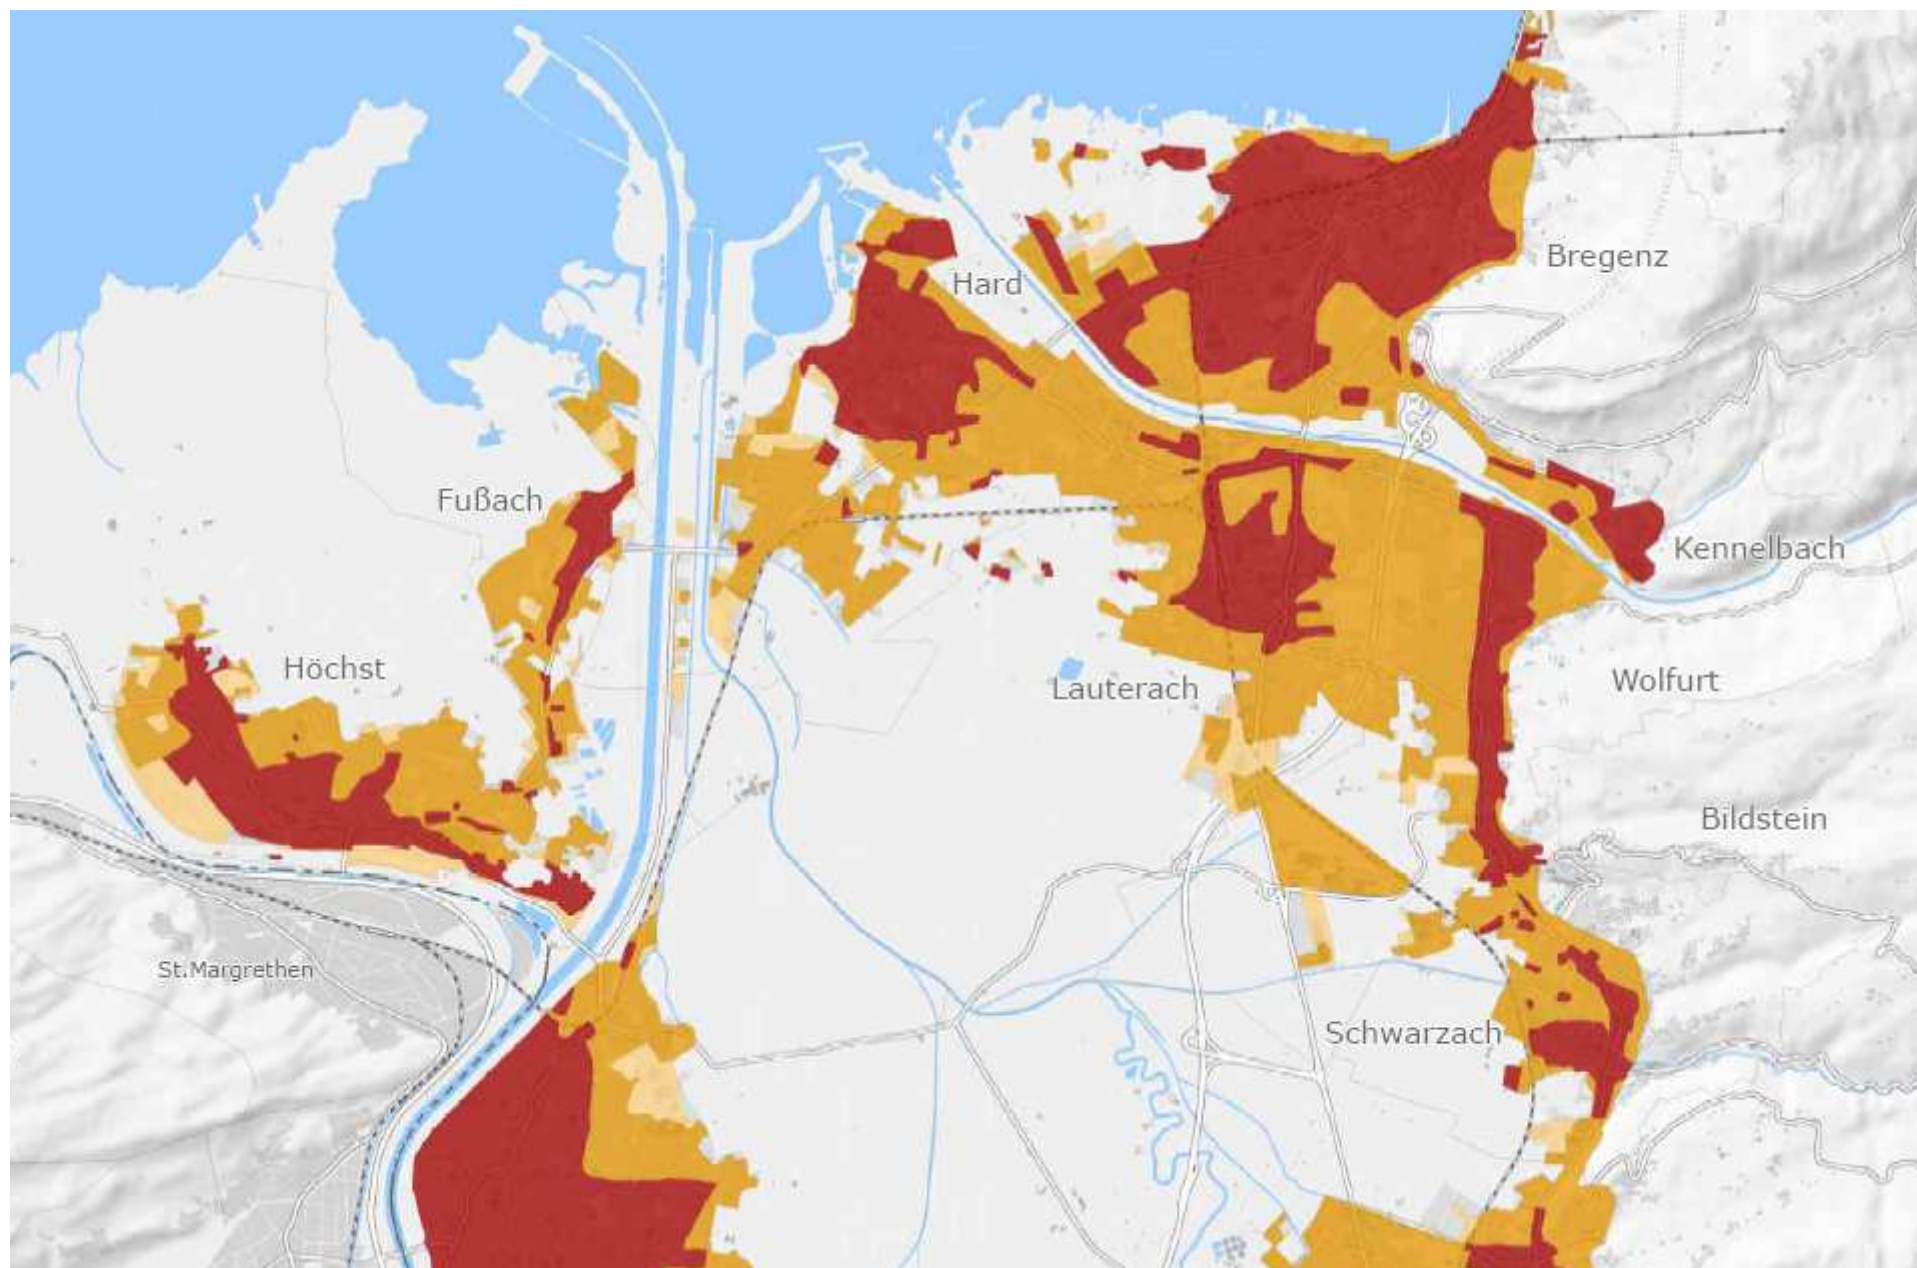 Bregenz
Hard
Fußach
Kennelbach
Höchst
Wolfurt
Lauterach
Bildstein
St.Margrethen
Schwarzach